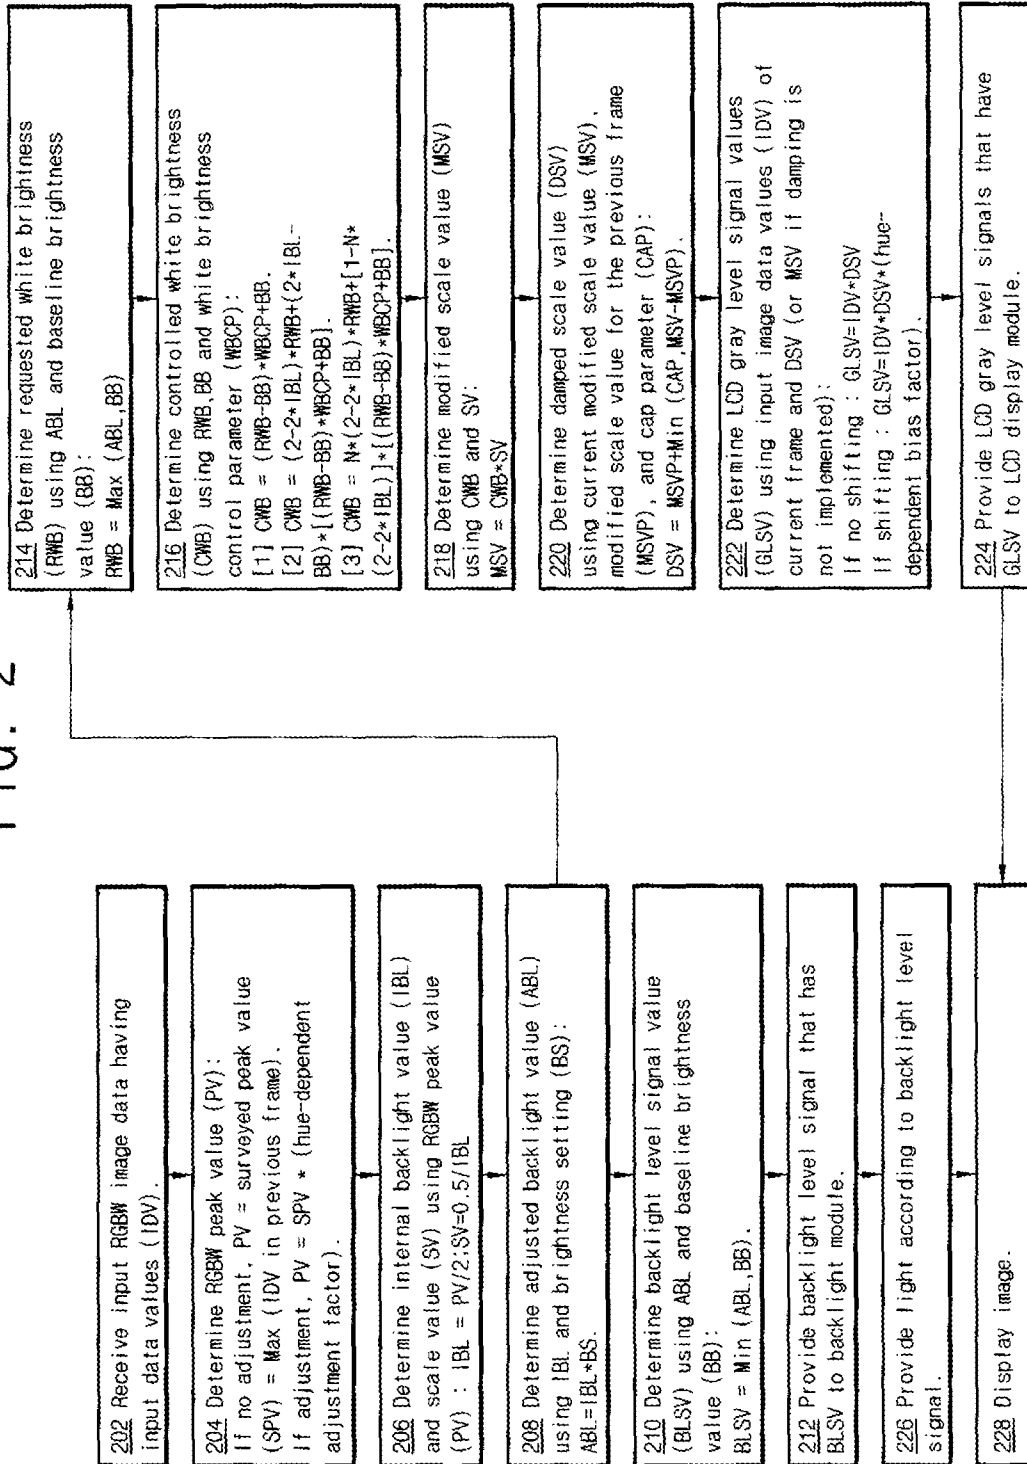 FIG. 2
202 Receive input RGBW image data having
input data values (IDV).
204 Determine RGBW peak value (PV):
If no adjustment, PV = surveyed peak value
(SPV) = Max (IDV in previous frame).
If adjustment, PV = SPV * (hue-dependent
adjustment factor).
206 Determine internal backlight value (IBL)
and scale value (SV) using RGBW peak value
(PV) : IBL = PV/2;SV=0.5/IBL
208 Determine adjusted backlight value (ABL)
using IBL and brightness setting (BS):
ABL=IBL*BS.
210 Determine backlight level signal value
(BLSV) using ABL and baseline brightness
value (BB):
BLSV = Min (ABL,BB).
212 Provide backlight level signal that has
BLSV to backlight module.
226 Provide light according to backlight level
signal.
228 Display image.
214 Determine requested white brightness
(RWB) using ABL and baseline brightness
value (BB):
RWB = Max (ABL,BB)
216 Determine controlled white brightness
(CWB) using RWB,BB and white brightness
control parameter (WBCP):
[1] CWB = (RWB-BB)*WBCP+BB.
[2] CWB = (2-2*IBL)*RWB+(2*IBL-
BB)*[(RWB-BB)*WBCP+BB].
[3] CWB = N*(2-2*IBL)*RWB+[1-N*
(2-2*IBL)]*[(RWB-BB)*WBCP+BB].
218 Determine modified scale value (MSV)
using CWB and SV:
MSV = CWB*SV
220 Determine damped scale value (DSV)
using current modified scale value (MSV),
modified scale value for the previous frame
(MSVP), and cap parameter (CAP):
DSV = MSVP+Min (CAP,MSV-MSVP).
222 Determine LCD gray level signal values
(GLSV) using input image data values (IDV) of
current frame and DSV (or MSV if damping is
not implemented):
If no shifting : GLSV=IDV*DSV
If shifting : GLSV=IDV*DSV*(hue-
dependent bias factor).
224 Provide LCD gray level signals that have
GLSV to LCD display module.